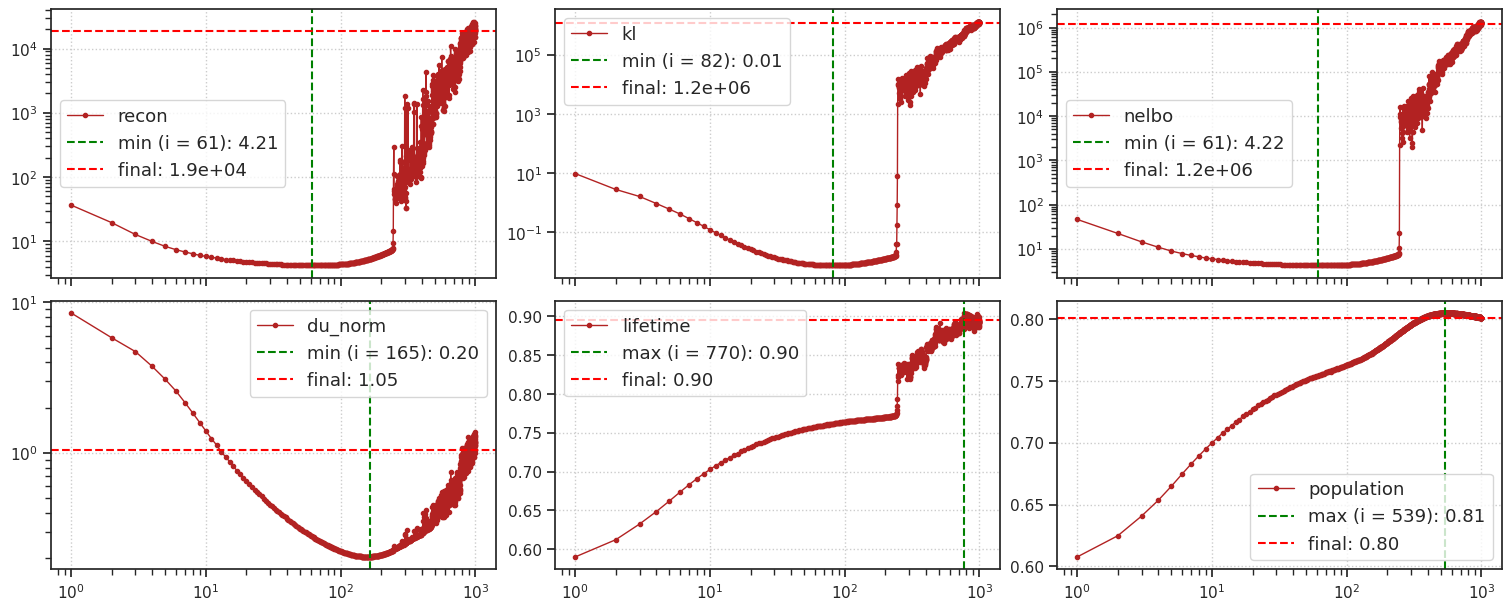 10^4
10^3
10^2
10^1
recon
min (i = 61): 4.21
final: 1.9e+04
10^5
10^3
10^1
10^−1
kl
min (i = 82): 0.01
final: 1.2e+06
10^6
10^5
10^4
10^3
10^2
10^1
nelbo
min (i = 61): 4.22
final: 1.2e+06
10^1
10^0
du_norm
min (i = 165): 0.20
final: 1.05
10^0
10^1
10^2
10^3
0.90
0.85
0.80
0.75
0.70
0.65
0.60
lifetime
max (i = 770): 0.90
final: 0.90
10^0
10^1
10^2
10^3
0.80
0.75
0.70
0.65
0.60
population
max (i = 539): 0.81
final: 0.80
10^0
10^1
10^2
10^3